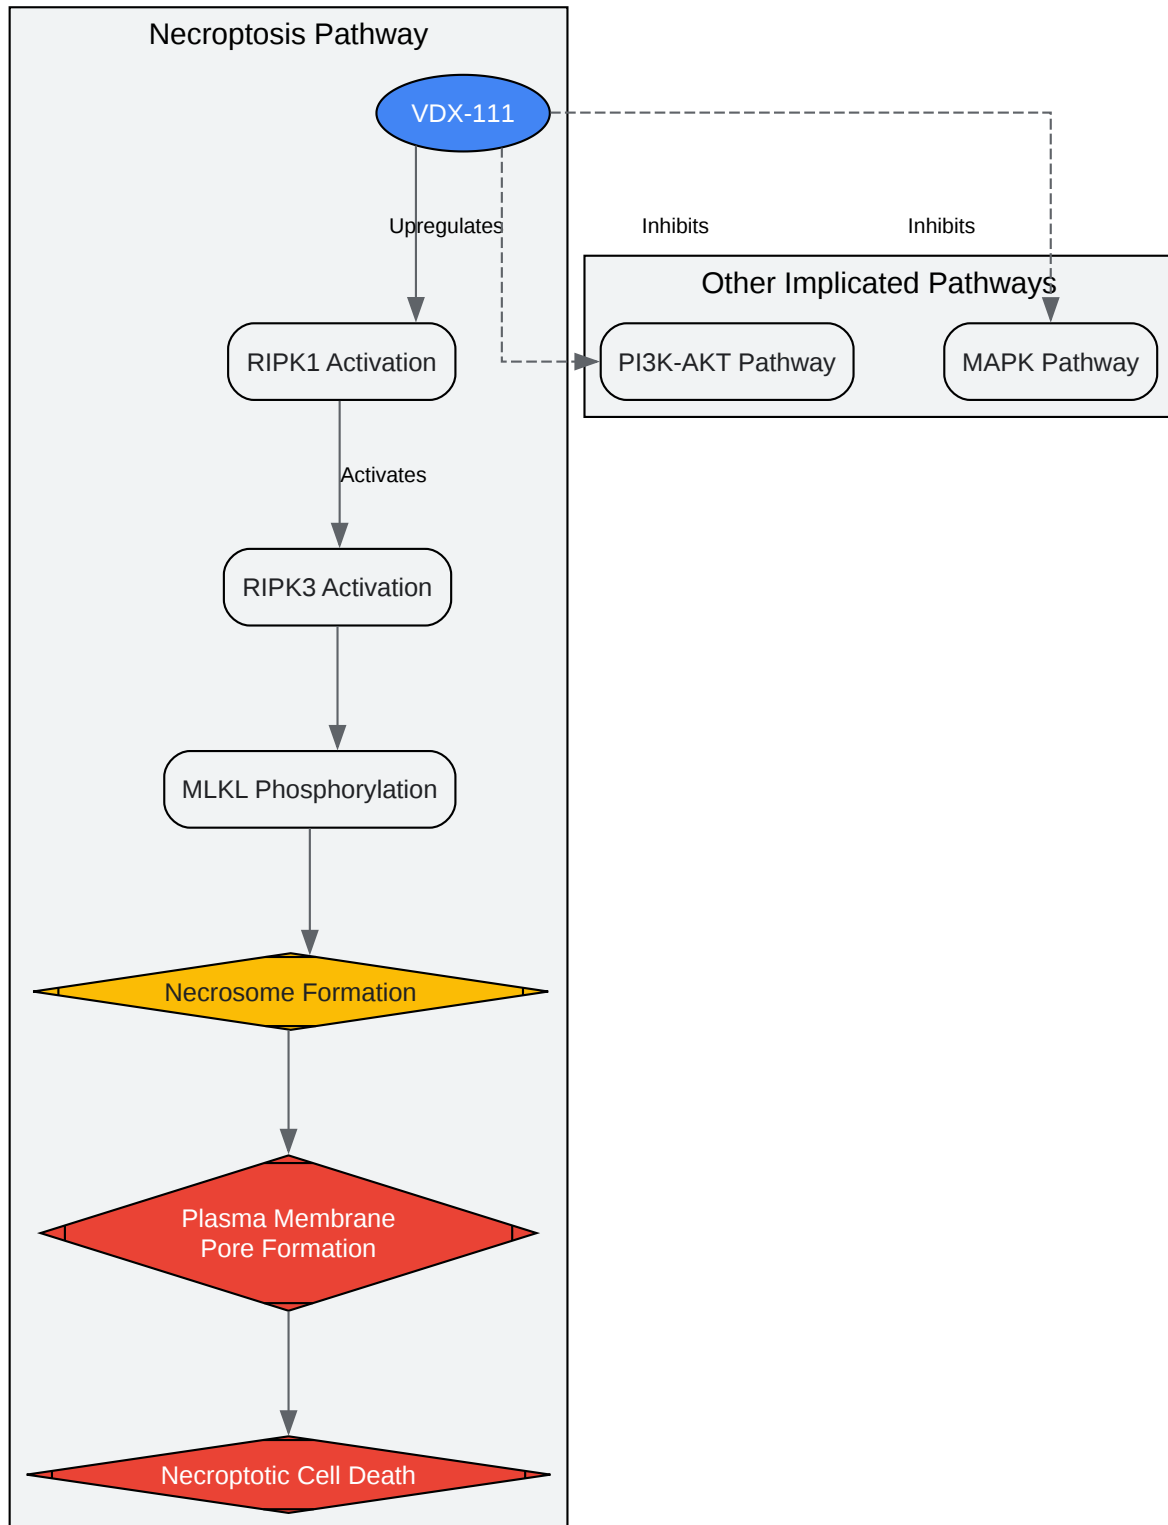 Necroptosis Pathway
VDX-111
Upregulates
Inhibits
Inhibits
Other Implicated Pathways
RIPK1 Activation
PI3K-AKT Pathway
MAPK Pathway
Activates
RIPK3 Activation
MLKL Phosphorylation
Necrosome Formation
Plasma Membrane
Pore Formation
Necroptotic Cell Death